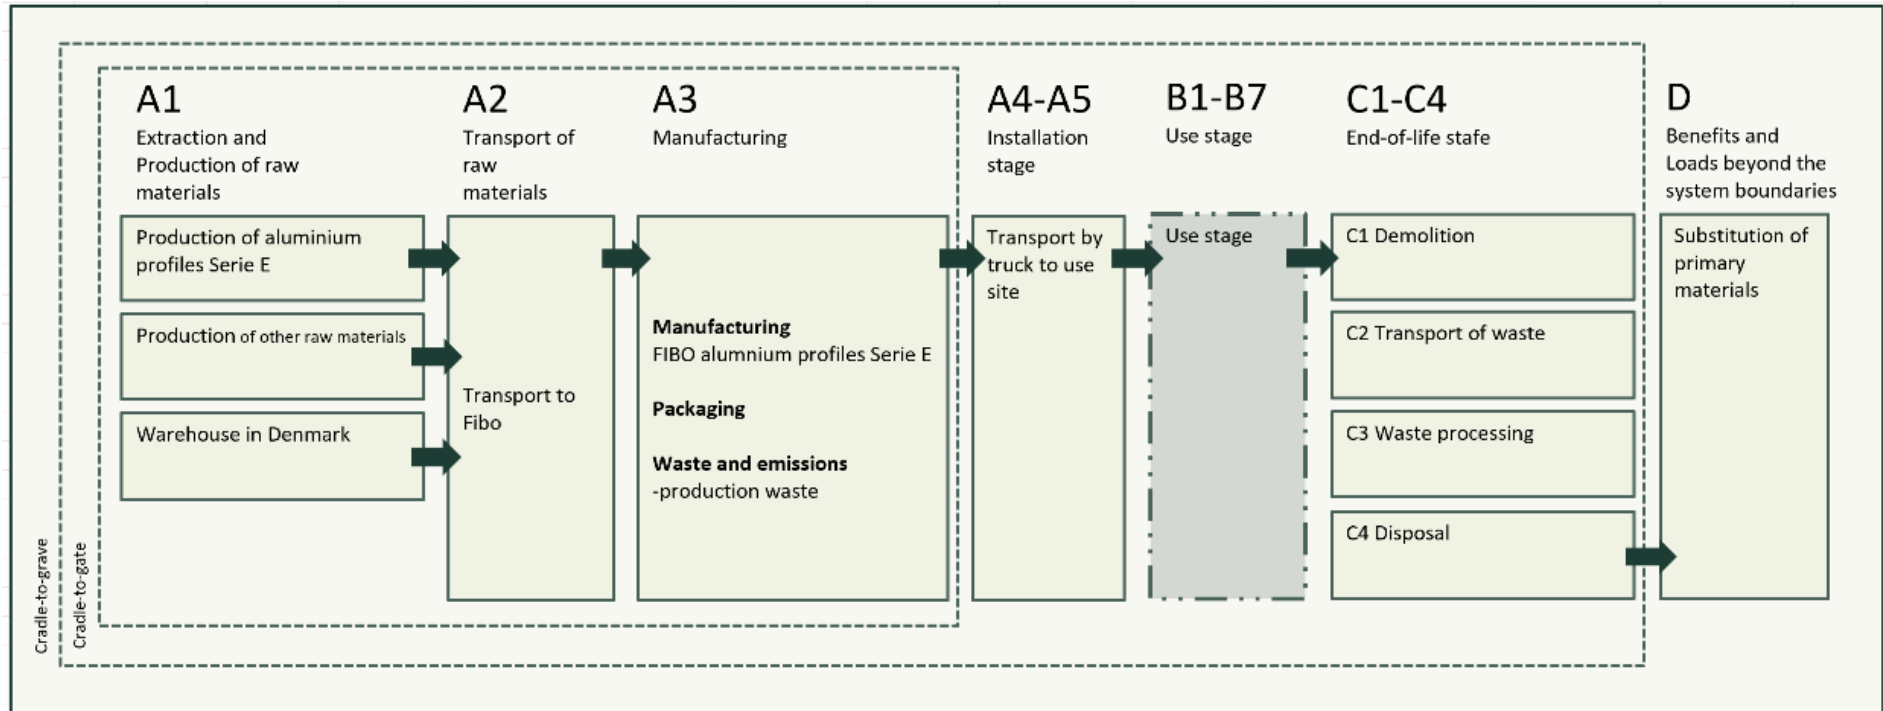 A1
Extraction and
Production of raw
materials
A2
Transport of
raw
materials
A3
Manufacturing
A4-A5
Installation
stage
B1-B7
Use stage
C1-C4
End-of-life stafe
D
Benefits and
Loads beyond the
system boundaries
Production of aluminium
profiles Serie E
Production of other raw materials
Warehouse in Denmark
Transport to
Fibo
Manufacturing
FIBO alumnium profiles Serie E
Packaging
Waste and emissions
-production waste
Transport by
truck to use
site
Use stage
C1 Demolition
C2 Transport of waste
C3 Waste processing
C4 Disposal
Substitution of
primary
materials
Cradle-to-grave
Cradle-to-gate